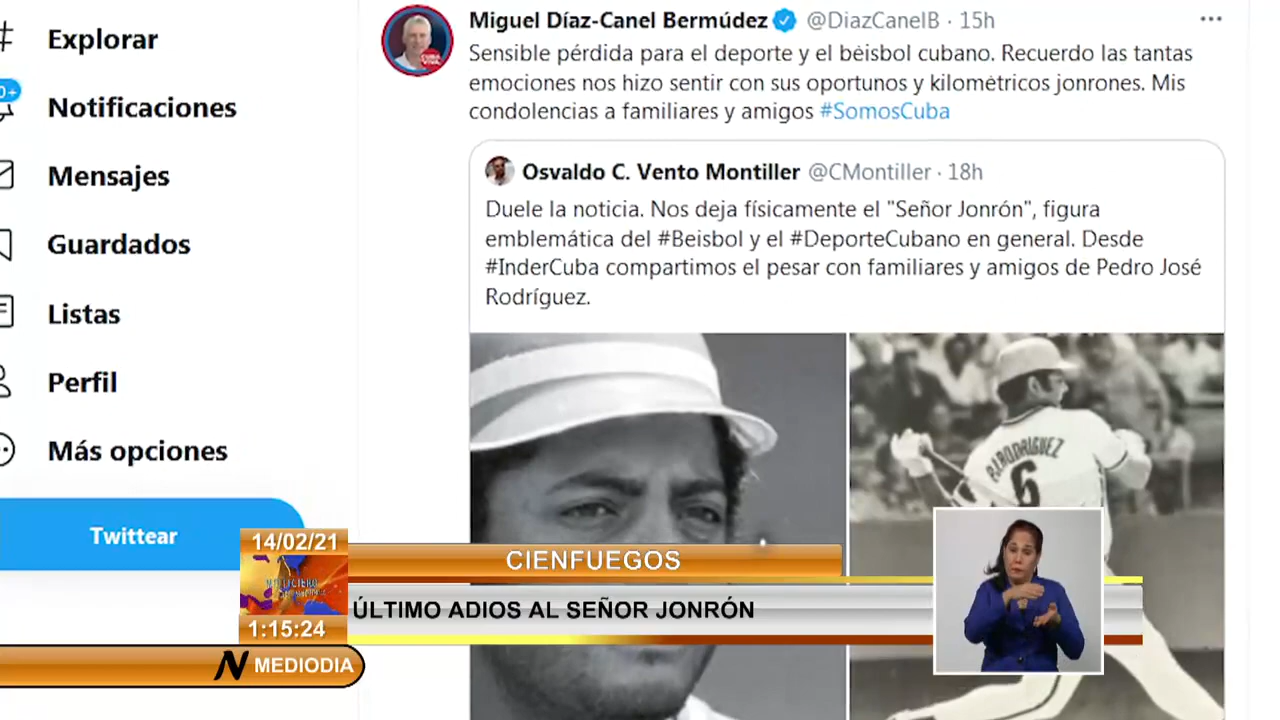 Explorar
Notificaciones
Mensajes
Guardados
Listas
Perfil
Más opciones
Twittear
Miguel Díaz-Canel Bermúdez @DiazCanelB · 15h
Sensible pérdida para el deporte y el béisbol cubano. Recuerdo las tantas
emociones nos hizo sentir con sus oportunos y kilométricos jonrones. Mis
condolencias a familiares y amigos #SomosCuba
Osvaldo C. Vento Montiller @CMontiller · 18h
Duele la noticia. Nos deja físicamente el "Señor Jonrón", figura
emblemática del #Beisbol y el #DeporteCubano en general. Desde
#InderCuba compartimos el pesar con familiares y amigos de Pedro José
Rodríguez.
P.J.RODRIGUEZ
6
14/02/21
CIENFUEGOS
ÚLTIMO ADIOS AL SEÑOR JONRÓN
1:15:24
N MEDIODIA